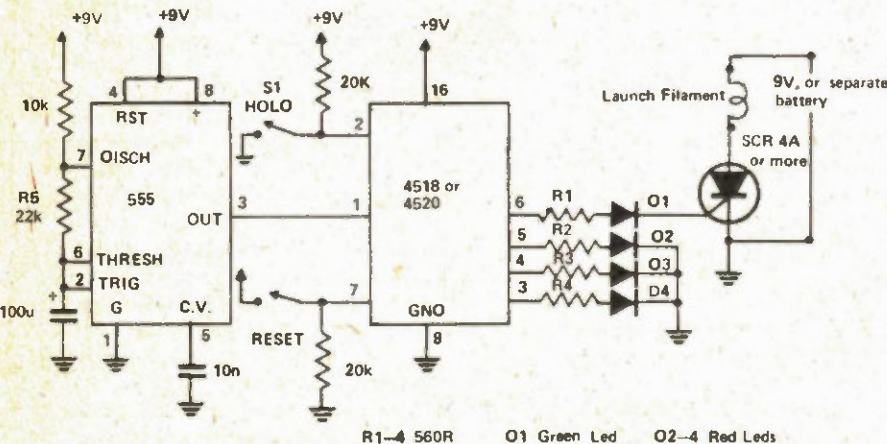 +9V
+9V
+9V
+9V
10k
4
8
RST
+
7
OISCH
R5
22k
555
OUT
3
6
THRESH
2
TRIG
+
100u
G
C.V.
1
5
10n
S1
HOLO
20K
2
16
4518 or
4520
1
7
RESET
20k
GNO
8
6
R1
O1
5
R2
O2
4
R3
O3
3
R4
D4
Launch Filament
9V, or separate
battery
SCR 4A
or more
R1–4 560R O1 Green Led O2–4 Red Leds